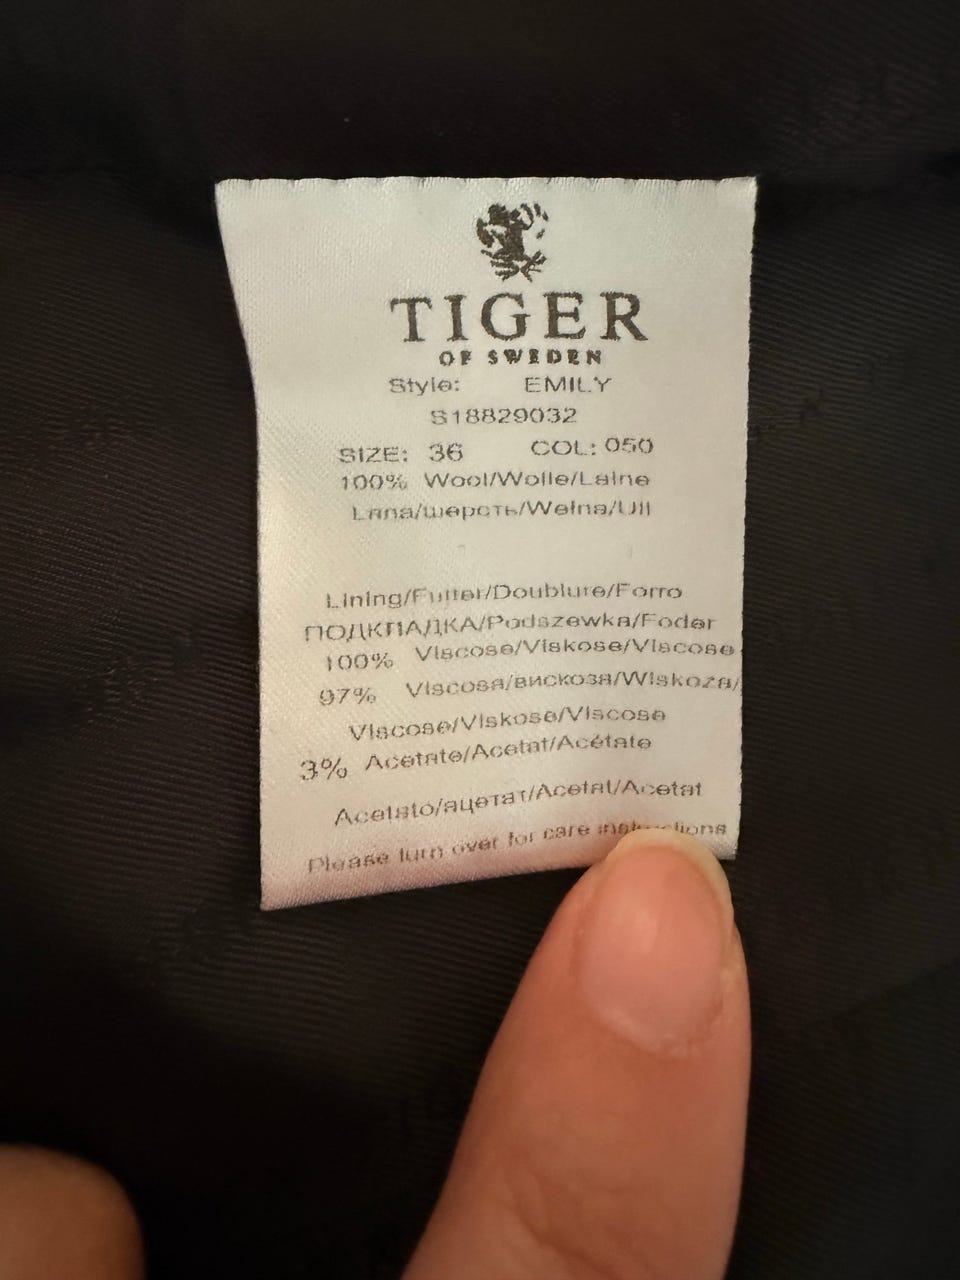 TIGER
OF SWEDEN
Style: EMILY
S18829032
SIZE: 36 COL: 050
100% Wool/Wolle/Laine
Lana/шерсть/Wełna/Ull
Lining/Futter/Doublure/Forro
ПОДКЛАДКА/Podszewka/Foder
100% Viscose/Viskose/Viscose
97% Viscosa/вискоза/Wiskoza/
Viscose/Viskose/Viscose
3% Acetate/Acetat/Acétate
Acetato/ацетат/Acetat/Acetat
Please turn over for care instructions